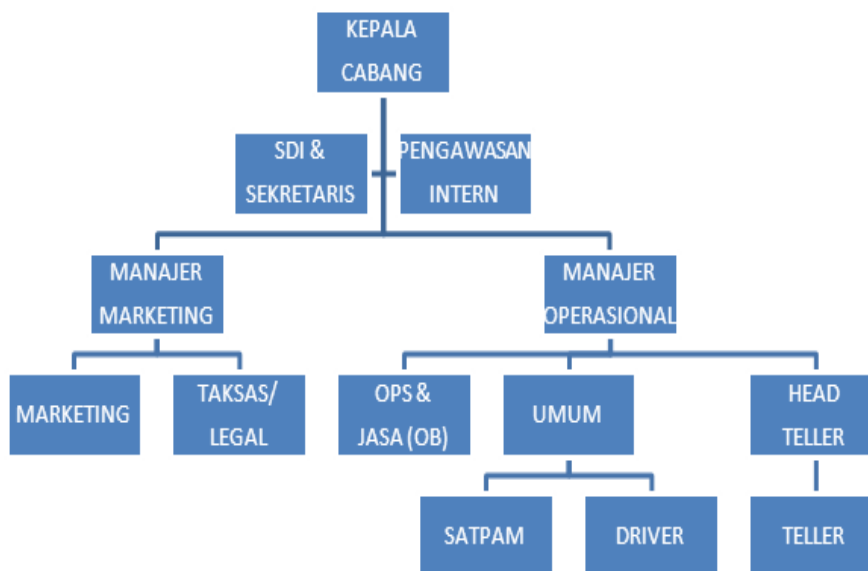 KEPALA
CABANG
SDI &
SEKRETARIS
PENGAWASAN
INTERN
MANAJER
MARKETING
MANAJER
OPERASIONAL
MARKETING
TAKSAS/
LEGAL
OPS &
JASA (OB)
UMUM
HEAD
TELLER
SATPAM
DRIVER
TELLER